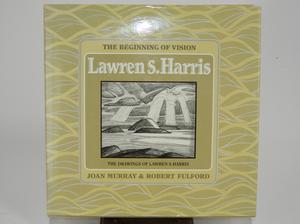 THE BEGINNING OF VISION
Lawren S. Harris
THE DRAWINGS OF LAWREN S. HARRIS
JOAN MURRAY & ROBERT FULFORD